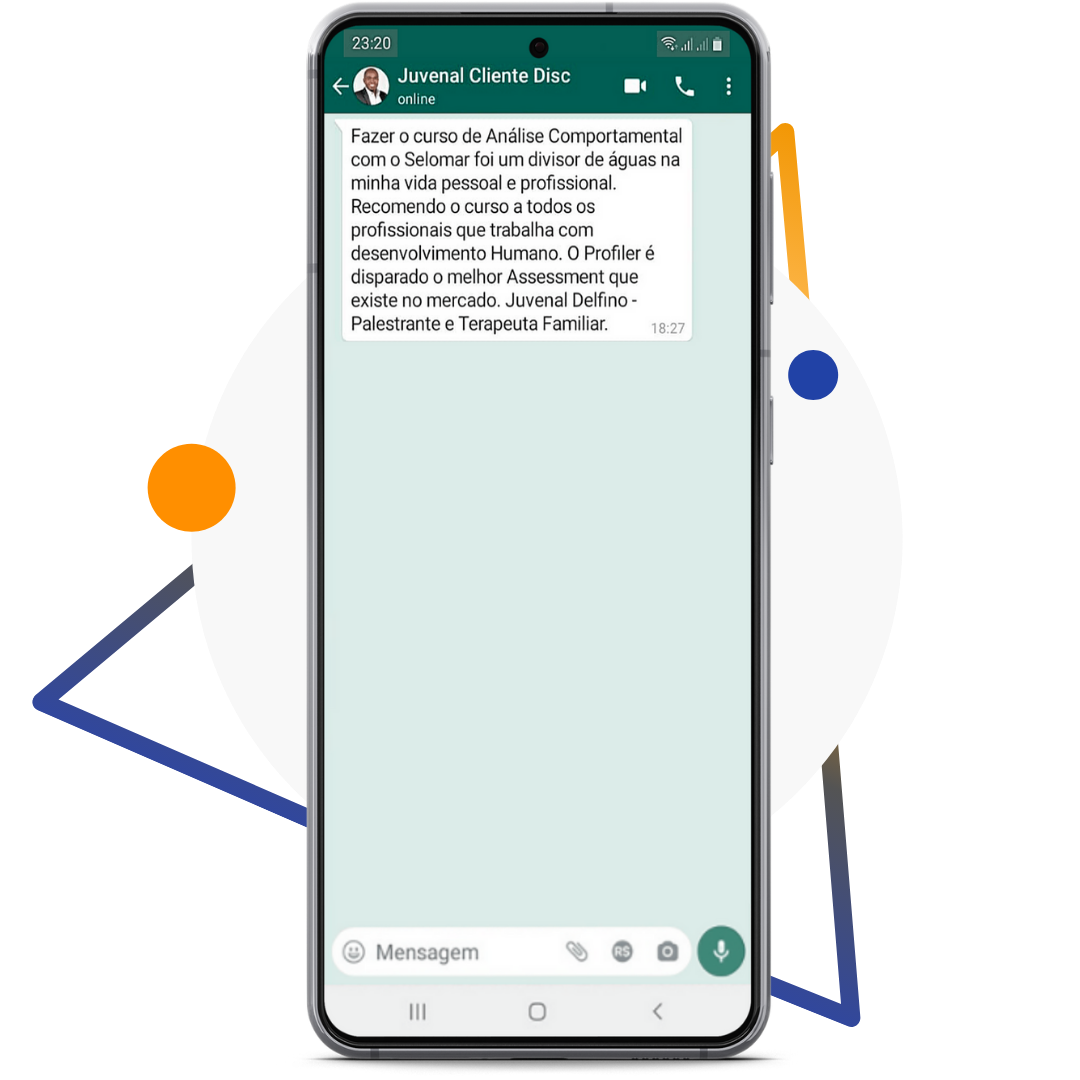 23:20
Juvenal Cliente Disc
online
Fazer o curso de Análise Comportamental
com o Selomar foi um divisor de águas na
minha vida pessoal e profissional.
Recomendo o curso a todos os
profissionais que trabalha com
desenvolvimento Humano. O Profiler é
disparado o melhor Assessment que
existe no mercado. Juvenal Delfino -
Palestrante e Terapeuta Familiar.
18:27
Mensagem
R$